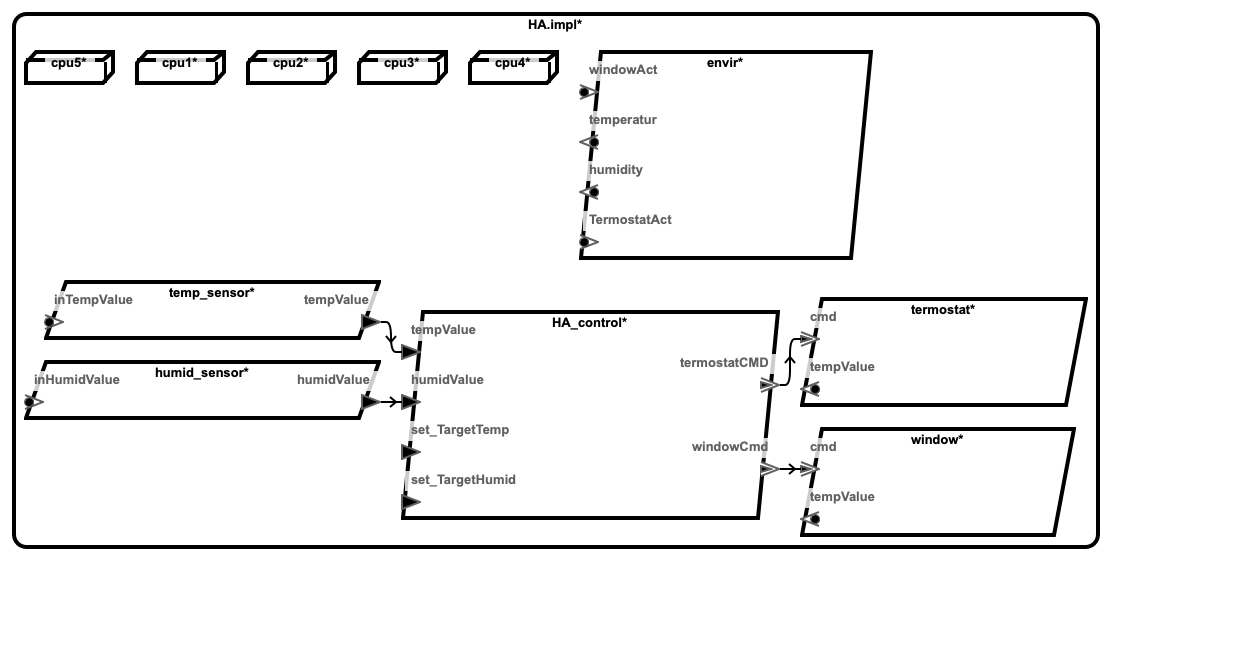 HA.impl*
cpu5*
cpu1*
cpu2*
cpu3*
cpu4*
envir*
windowAct
temperatur
humidity
TermostatAct
temp_sensor*
inTempValue
tempValue
humid_sensor*
inHumidValue
humidValue
HA_control*
tempValue
humidValue
set_TargetTemp
set_TargetHumid
termostatCMD
windowCmd
termostat*
cmd
tempValue
window*
cmd
tempValue